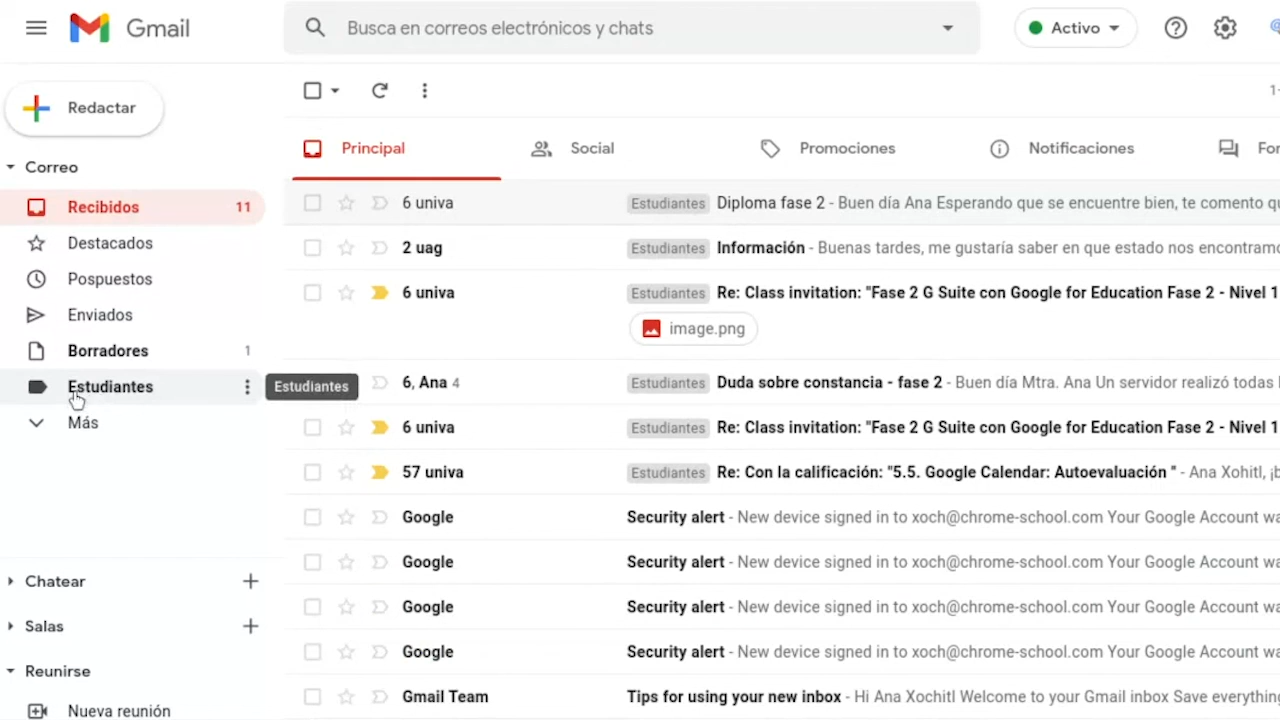 Gmail
Busca en correos electrónicos y chats
Activo
Redactar
1-
Correo
Principal
Social
Promociones
Notificaciones
For
Recibidos 11
Destacados
Pospuestos
Enviados
Borradores 1
Estudiantes
Estudiantes
Más
6 univa Estudiantes Diploma fase 2 - Buen día Ana Esperando que se encuentre bien, te comento qu
2 uag Estudiantes Información - Buenas tardes, me gustaría saber en que estado nos encontramo
6 univa Estudiantes Re: Class invitation: "Fase 2 G Suite con Google for Education Fase 2 - Nivel 1
image.png
6, Ana 4 Estudiantes Duda sobre constancia - fase 2 - Buen día Mtra. Ana Un servidor realizó todas l
6 univa Estudiantes Re: Class invitation: "Fase 2 G Suite con Google for Education Fase 2 - Nivel 1
57 univa Estudiantes Re: Con la calificación: "5.5. Google Calendar: Autoevaluación " - Ana Xohitl, ¡b
Google Security alert - New device signed in to xoch@chrome-school.com Your Google Account wa
Google Security alert - New device signed in to xoch@chrome-school.com Your Google Account wa
Google Security alert - New device signed in to xoch@chrome-school.com Your Google Account wa
Google Security alert - New device signed in to xoch@chrome-school.com Your Google Account wa
Gmail Team Tips for using your new inbox - Hi Ana Xochitl Welcome to your Gmail inbox Save everything
Chatear
Salas
Reunirse
Nueva reunión